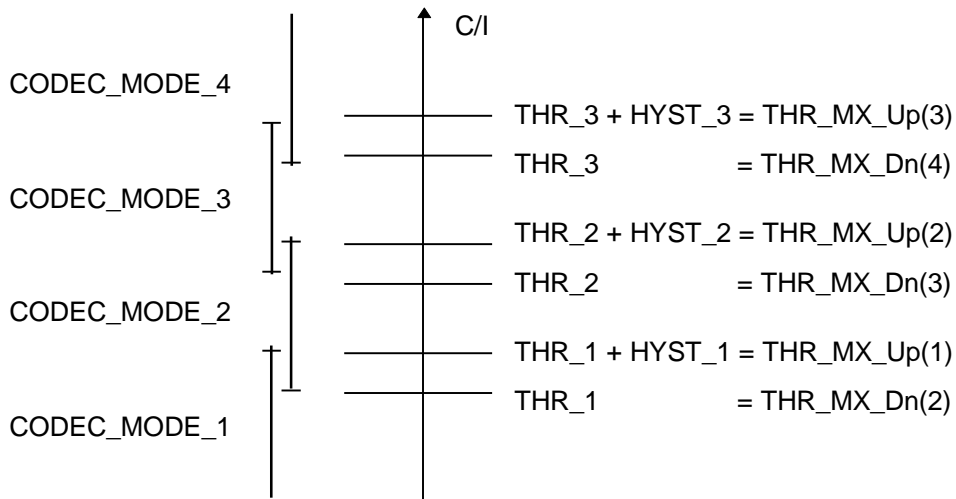 C/I
CODEC_MODE_4
THR_3 + HYST_3 = THR_MX_Up(3)
THR_3 = THR_MX_Dn(4)
CODEC_MODE_3
THR_2 + HYST_2 = THR_MX_Up(2)
THR_2 = THR_MX_Dn(3)
CODEC_MODE_2
THR_1 + HYST_1 = THR_MX_Up(1)
THR_1 = THR_MX_Dn(2)
CODEC_MODE_1